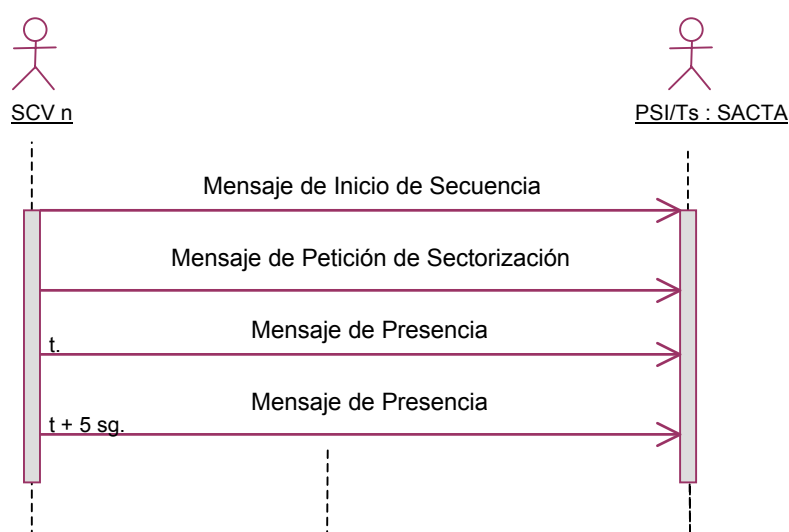 SCV n
PSI/Ts : SACTA
Mensaje de Inicio de Secuencia
Mensaje de Petición de Sectorización
Mensaje de Presencia
t.
Mensaje de Presencia
t + 5 sg.